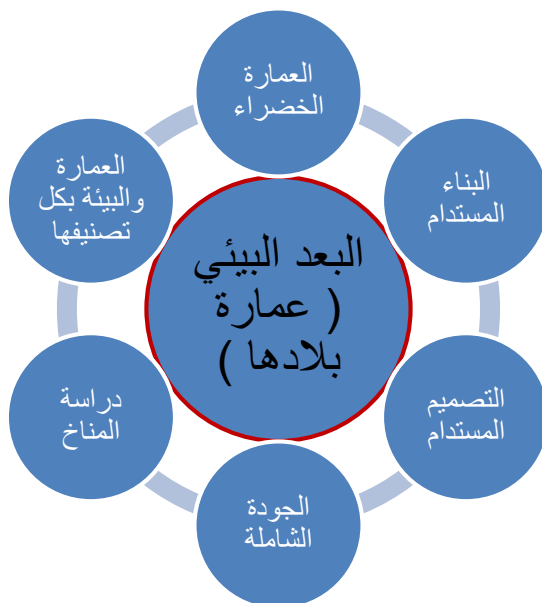 العمارة
الخضراء
البناء
المستدام
التصميم
المستدام
الجودة
الشاملة
دراسة
المناخ
العمارة
والبيئة بكل
تصنيفها
البعد البيئي
( عمارة
بلادها )